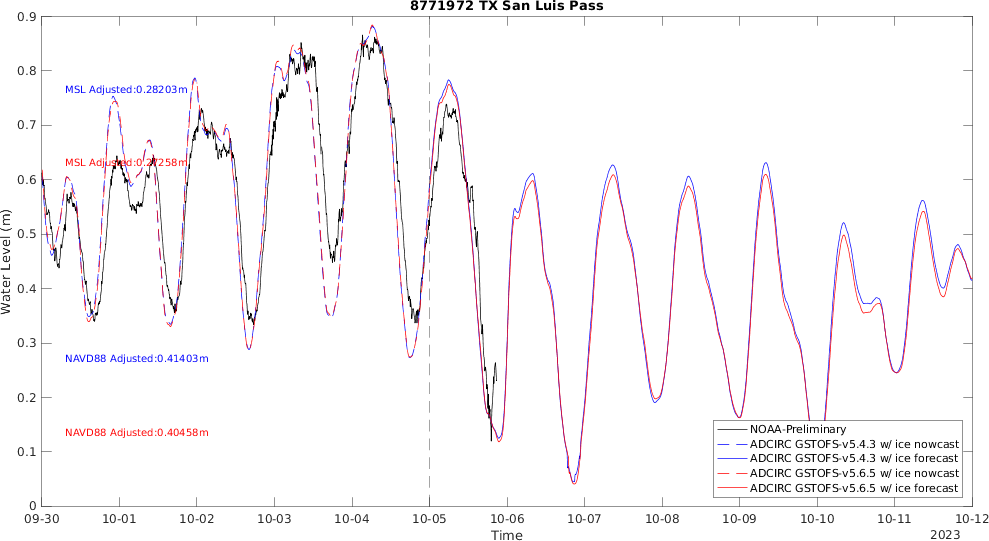 8771972 TX San Luis Pass
0.9
0.8
0.7
0.6
0.5
0.4
0.3
0.2
0.1
0
Water Level (m)
MSL Adjusted:0.28203m
MSL Adjusted:0.27258m
NAVD88 Adjusted:0.41403m
NAVD88 Adjusted:0.40458m
NOAA-Preliminary
ADCIRC GSTOFS-v5.4.3 w/ ice nowcast
ADCIRC GSTOFS-v5.4.3 w/ ice forecast
ADCIRC GSTOFS-v5.6.5 w/ ice nowcast
ADCIRC GSTOFS-v5.6.5 w/ ice forecast
09-30 10-01 10-02 10-03 10-04 10-05 10-06 10-07 10-08 10-09 10-10 10-11 10-12
Time
2023